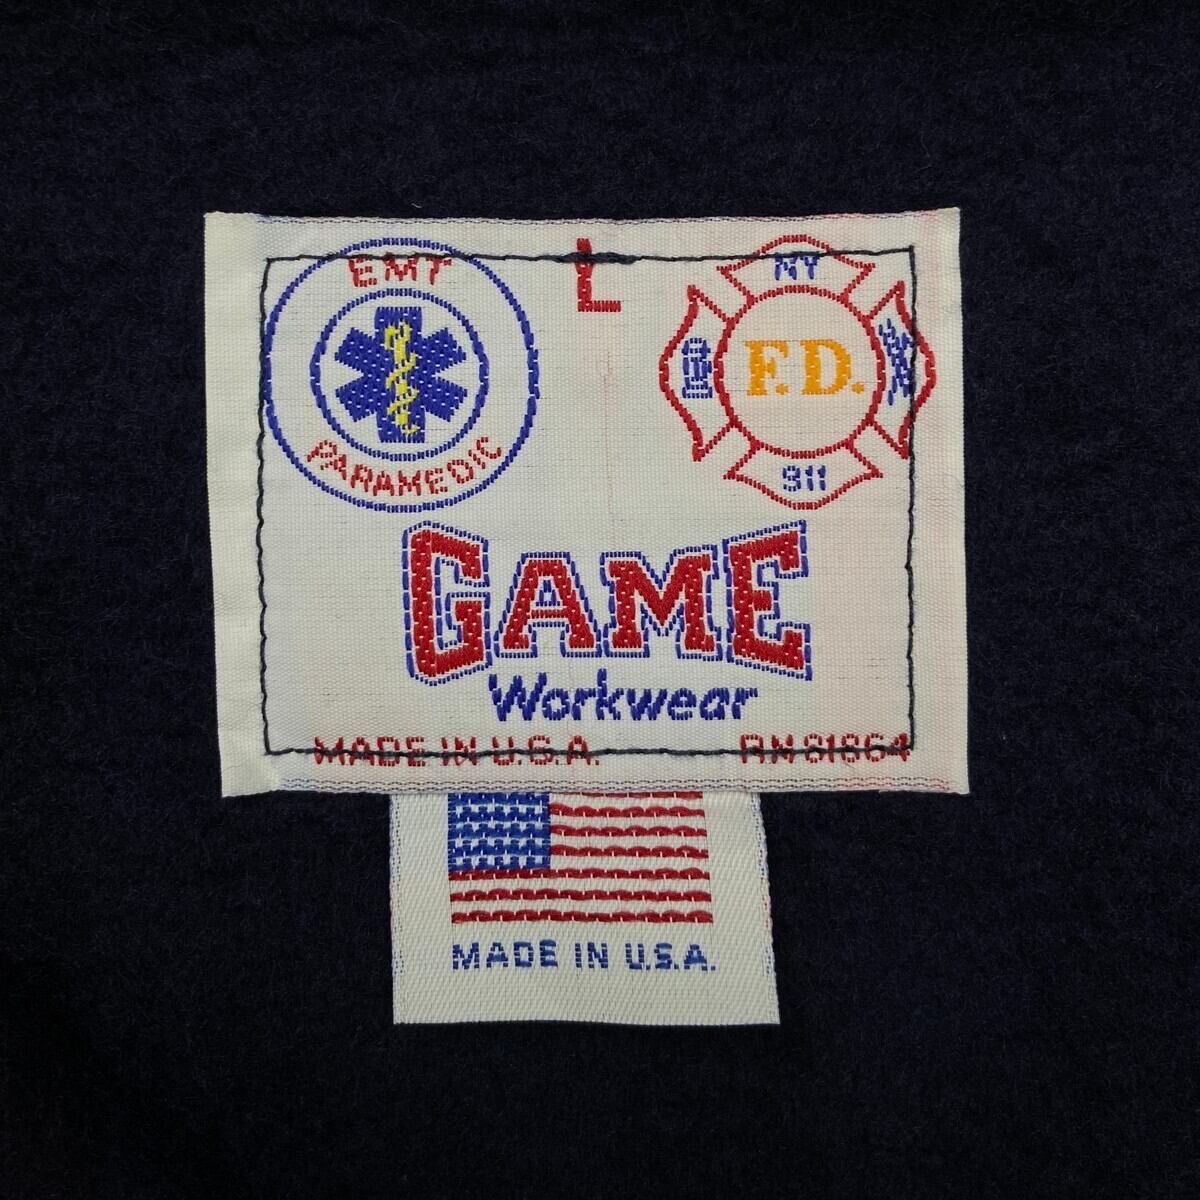 EMT
PARAMEDIC
L
NY
F.D.
911
GAME
Workwear
MADE IN U.S.A. RN 81864
MADE IN U.S.A.